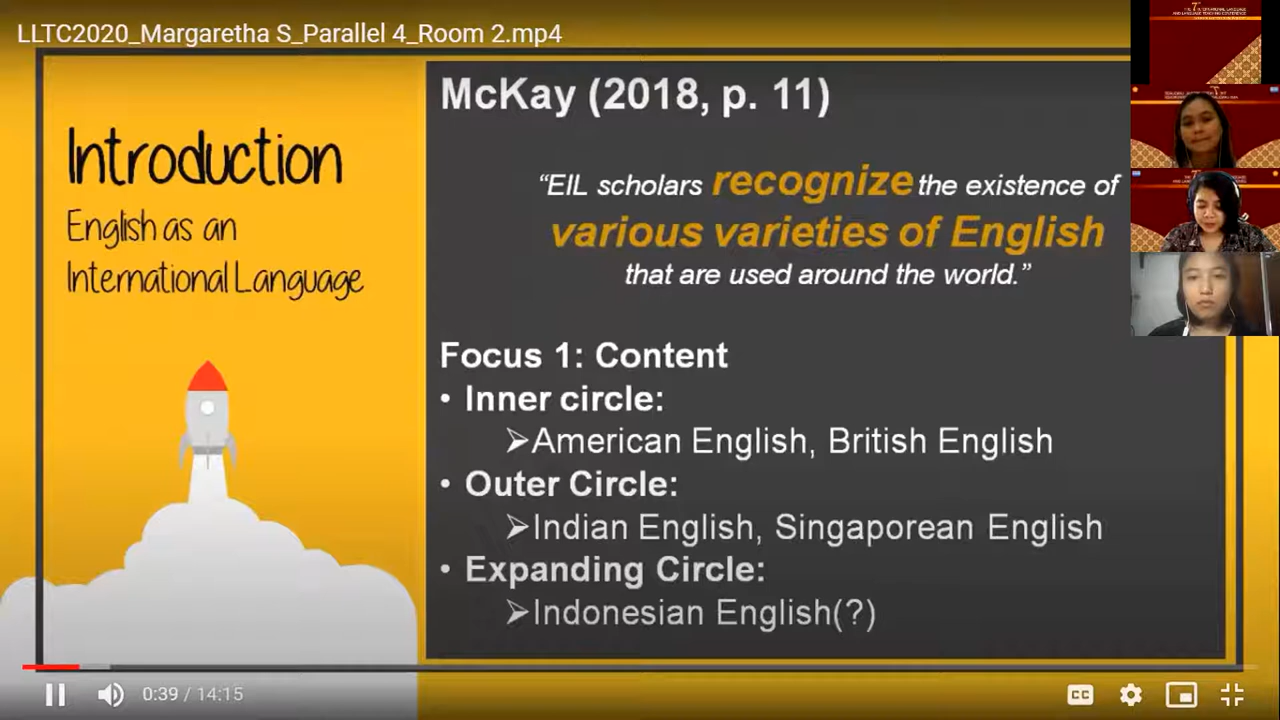 LLTC2020_Margaretha S_Parallel 4_Room 2.mp4
Introduction
English as an
International Language
McKay (2018, p. 11)
“EIL scholars recognize the existence of
various varieties of English
that are used around the world.”
Focus 1: Content
• Inner circle:
➢American English, British English
• Outer Circle:
➢Indian English, Singaporean English
• Expanding Circle:
➢Indonesian English(?)
0:39 / 14:15
CC